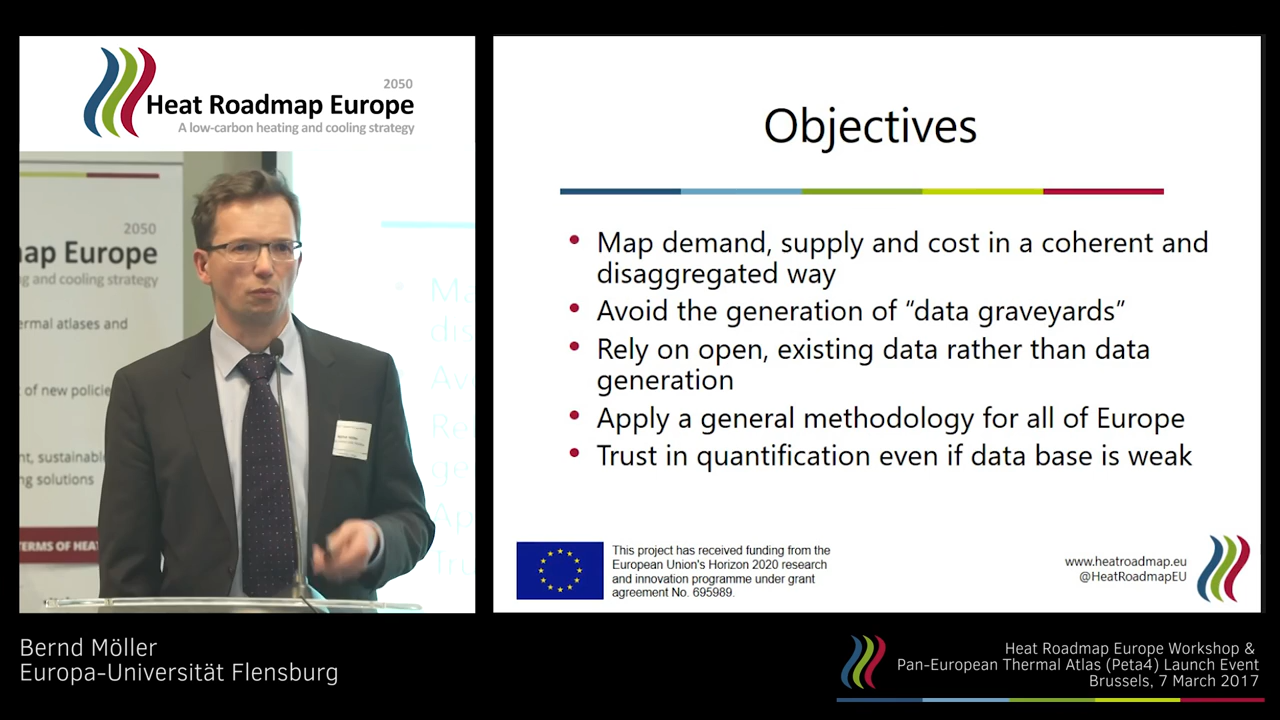 2050
Heat Roadmap Europe
A low-carbon heating and cooling strategy
2050
ap Europe
g and cooling strategy
ermal atlases and
of new policie
nt, sustainable
ng solutions
TERMS OF HEAT
Objectives
• Map demand, supply and cost in a coherent and
disaggregated way
• Avoid the generation of “data graveyards”
• Rely on open, existing data rather than data
generation
• Apply a general methodology for all of Europe
• Trust in quantification even if data base is weak
This project has received funding from the
European Union's Horizon 2020 research
and innovation programme under grant
agreement No. 695989.
www.heatroadmap.eu
@HeatRoadmapEU
Bernd Möller
Europa-Universität Flensburg
Heat Roadmap Europe Workshop &
Pan-European Thermal Atlas (Peta4) Launch Event
Brussels, 7 March 2017